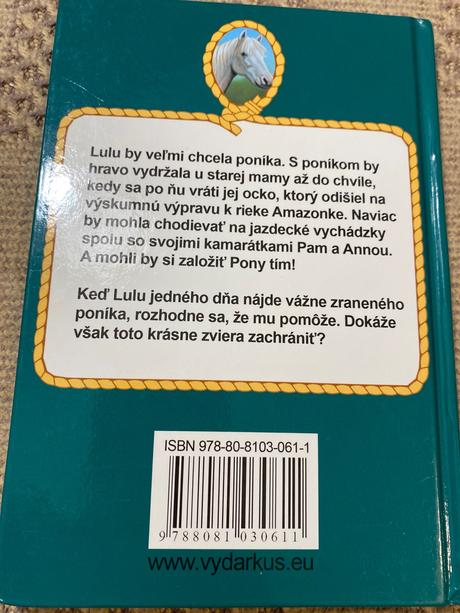 Lulu by veľmi chcela poníka. S poníkom by
hravo vydržala u starej mamy až do chvíle,
kedy sa po ňu vráti jej ocko, ktorý odišiel na
výskumnú výpravu k rieke Amazonke. Naviac
by mohla chodievať na jazdecké vychádzky
spolu so svojimi kamarátkami Pam a Annou.
A mohli by si založiť Pony tím!
Keď Lulu jedného dňa nájde vážne zraneného
poníka, rozhodne sa, že mu pomôže. Dokáže
však toto krásne zviera zachrániť?
ISBN 978-80-8103-061-1
9 788081 030611
www.vydarkus.eu